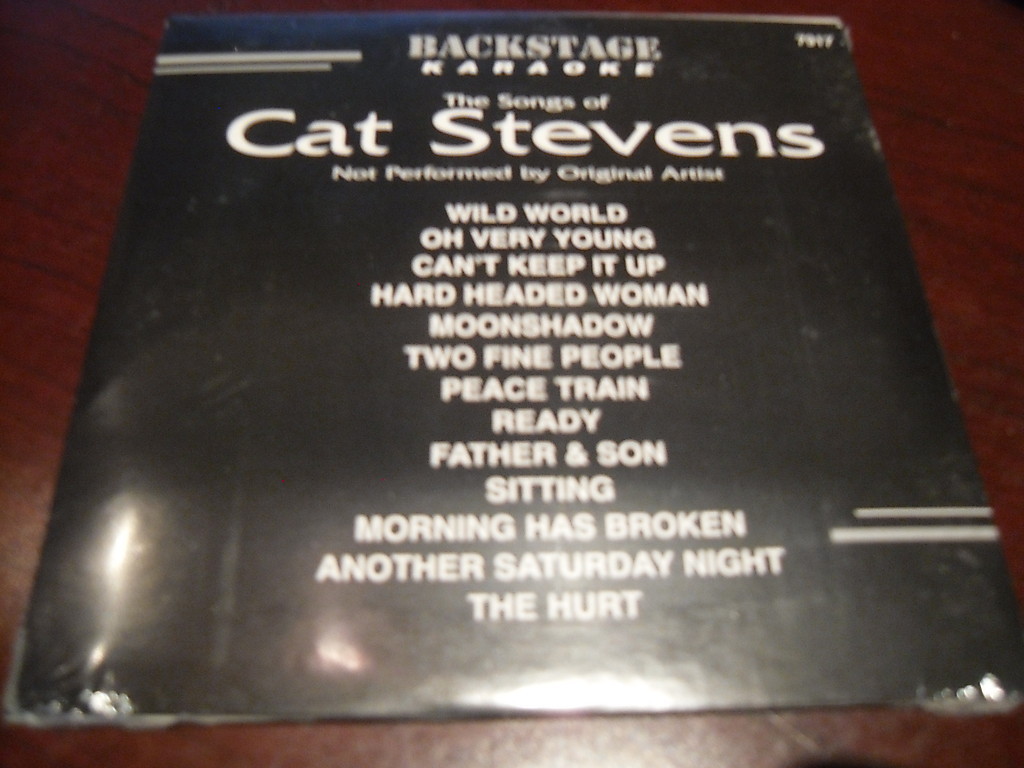 BACKSTAGE
KARAOKE
7917
The Songs of
Cat Stevens
Not Performed by Original Artist
WILD WORLD
OH VERY YOUNG
CAN'T KEEP IT UP
HARD HEADED WOMAN
MOONSHADOW
TWO FINE PEOPLE
PEACE TRAIN
READY
FATHER & SON
SITTING
MORNING HAS BROKEN
ANOTHER SATURDAY NIGHT
THE HURT